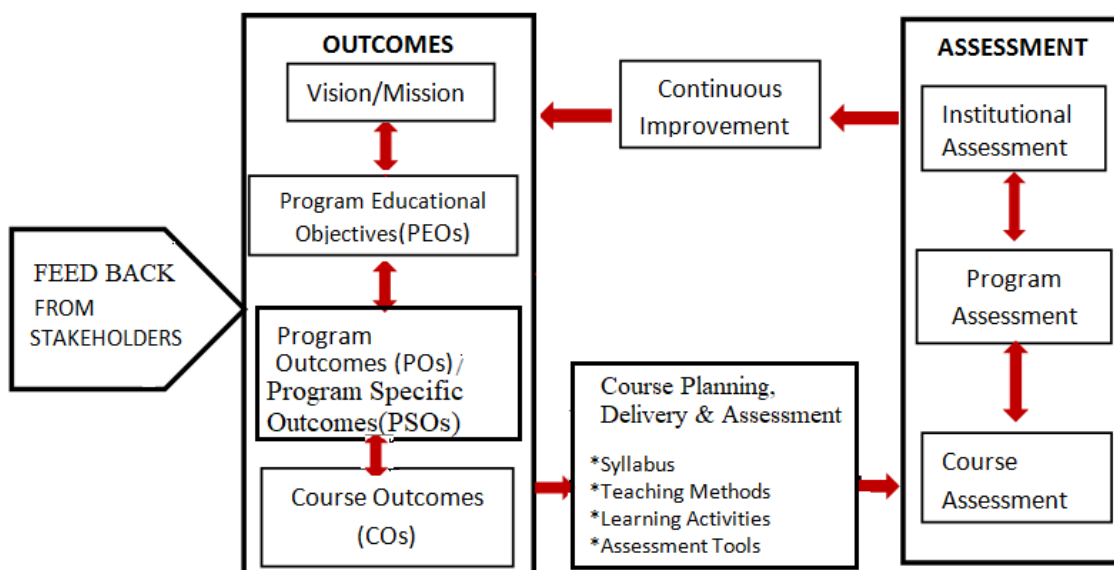 FEED BACK
FROM
STAKEHOLDERS
OUTCOMES
Vision/Mission
Program Educational
Objectives(PEOs)
Program
Outcomes (POs)/
Program Specific
Outcomes(PSOs)
Course Outcomes
(COs)
Continuous
Improvement
Course Planning,
Delivery & Assessment
*Syllabus
*Teaching Methods
*Learning Activities
*Assessment Tools
ASSESSMENT
Institutional
Assessment
Program
Assessment
Course
Assessment